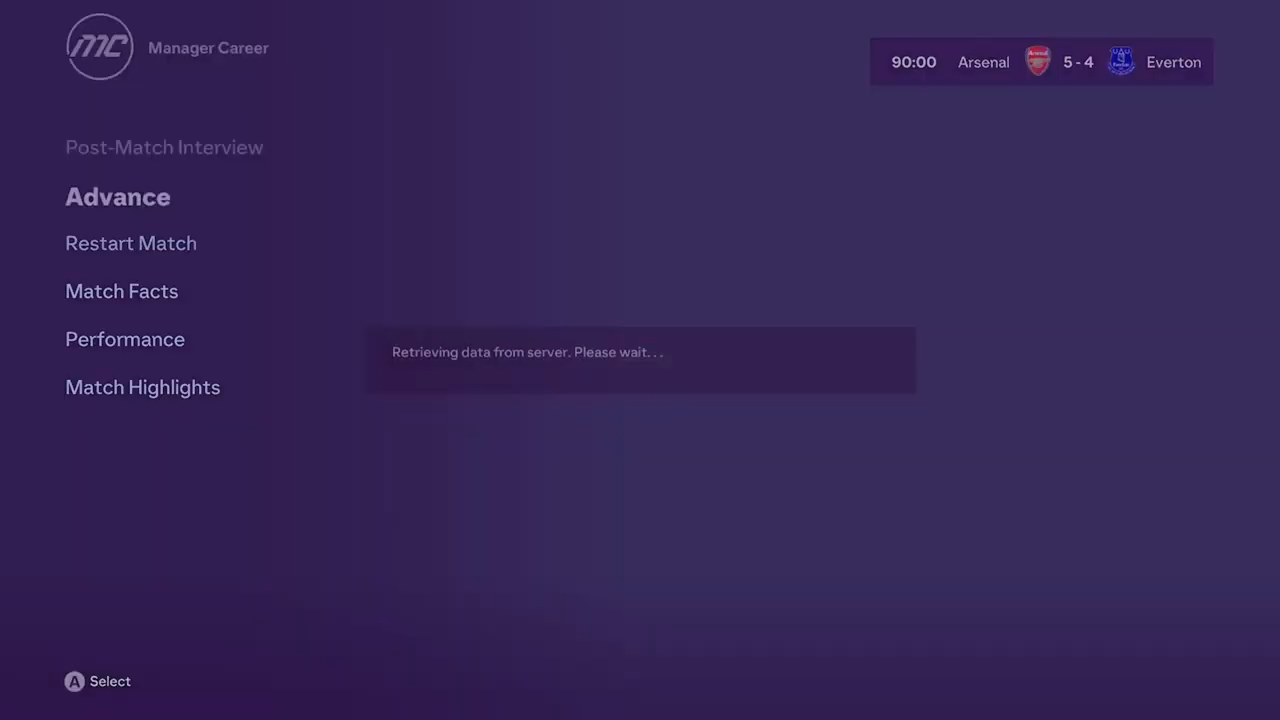 MC Manager Career
90:00 Arsenal 5 - 4 Everton
Post-Match Interview
Advance
Restart Match
Match Facts
Performance
Match Highlights
Retrieving data from server. Please wait. . .
A Select